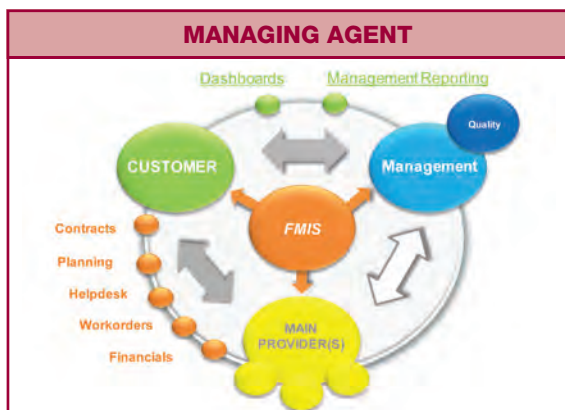 MANAGING AGENT
Dashboards
Management Reporting
Quality
CUSTOMER
Management
FMIS
Contracts
Planning
Helpdesk
Workorders
Financials
MAIN
PROVIDER(S)